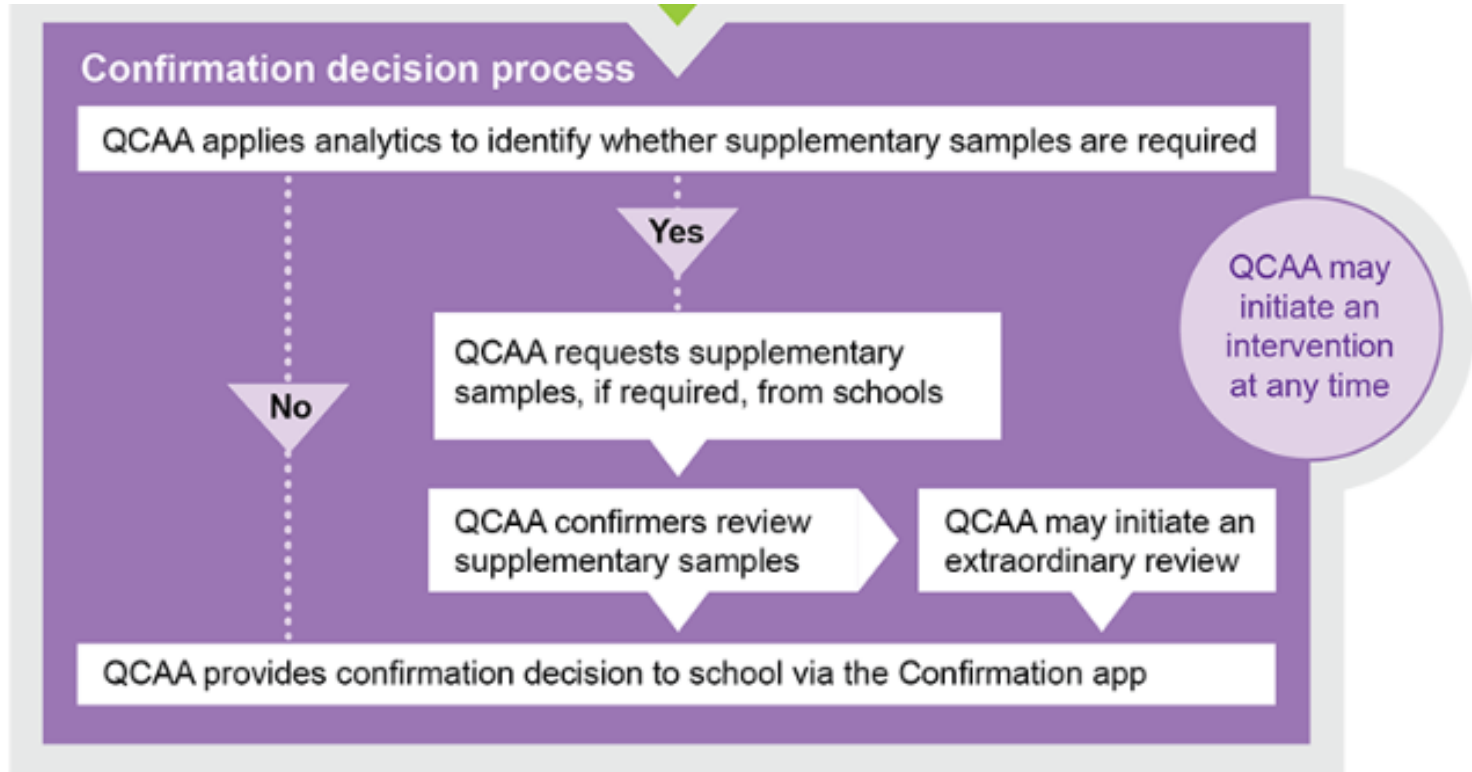 Confirmation decision process
QCAA applies analytics to identify whether supplementary samples are required
Yes
No
QCAA requests supplementary
samples, if required, from schools
QCAA confirmers review
supplementary samples
QCAA may initiate an
extraordinary review
QCAA provides confirmation decision to school via the Confirmation app
QCAA may
initiate an
intervention
at any time